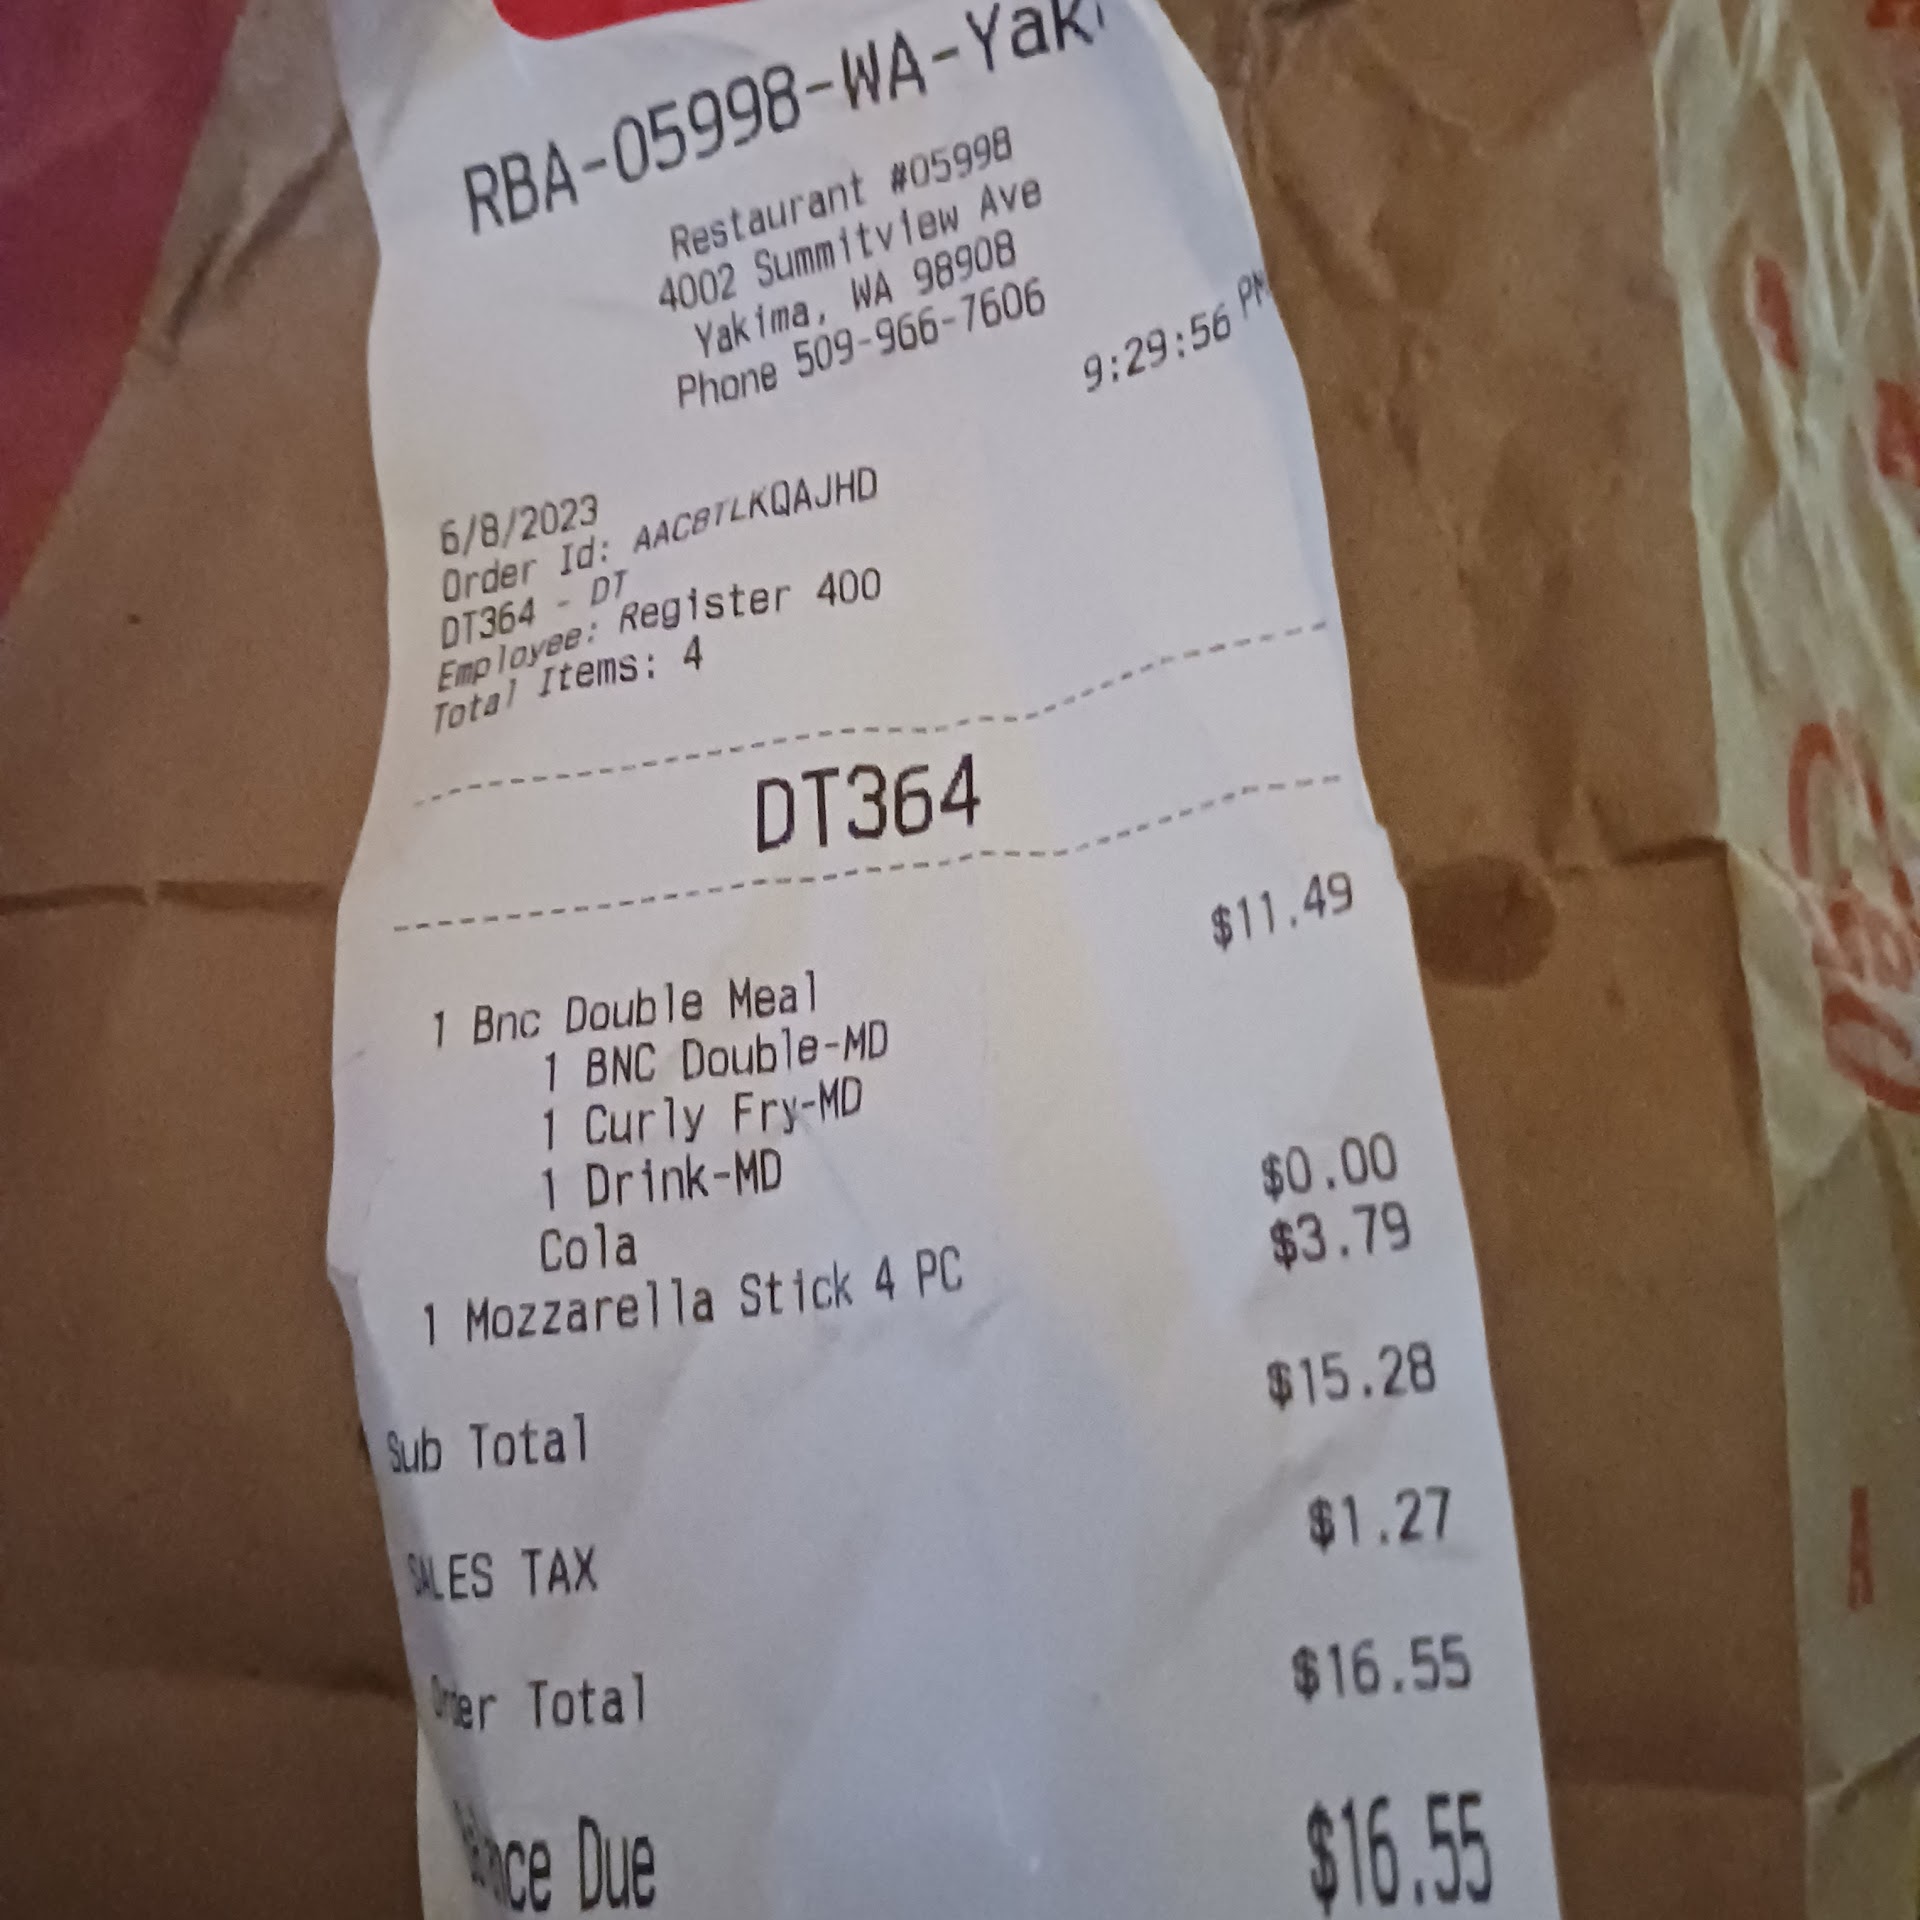 RBA-05998-WA-Yaki
Restaurant #05998
4002 Summitview Ave
Yakima, WA 98908
Phone 509-966-7606
6/8/2023 9:29:56 PM
Order Id: AACBTLKQAJHD
DT364 - DT
Employee: Register 400
Total Items: 4
DT364
1 Bnc Double Meal $11.49
1 BNC Double-MD
1 Curly Fry-MD
1 Drink-MD
Cola $0.00
1 Mozzarella Stick 4 PC $3.79
Sub Total $15.28
SALES TAX $1.27
Order Total $16.55
Balance Due $16.55